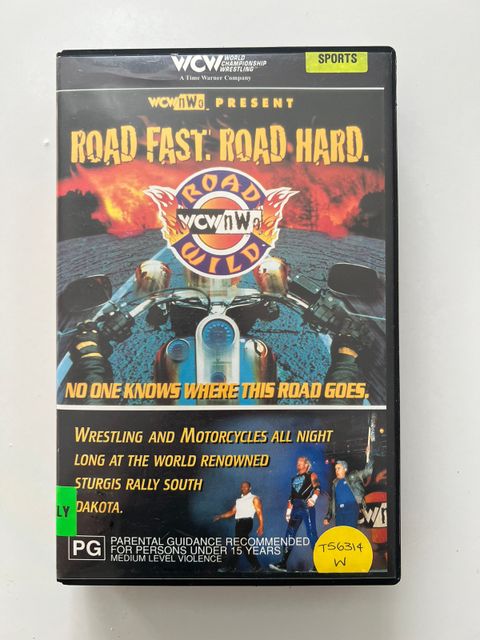 WCW WORLD CHAMPIONSHIP WRESTLING
A Time Warner Company
SPORTS
WCW nWo PRESENT
ROAD FAST. ROAD HARD.
ROAD
WCW/nWo
WILD
NO ONE KNOWS WHERE THIS ROAD GOES.
WRESTLING AND MOTORCYCLES ALL NIGHT
LONG AT THE WORLD RENOWNED
STURGIS RALLY SOUTH
DAKOTA.
LY
PG PARENTAL GUIDANCE RECOMMENDED
FOR PERSONS UNDER 15 YEARS
MEDIUM LEVEL VIOLENCE
T56314
W